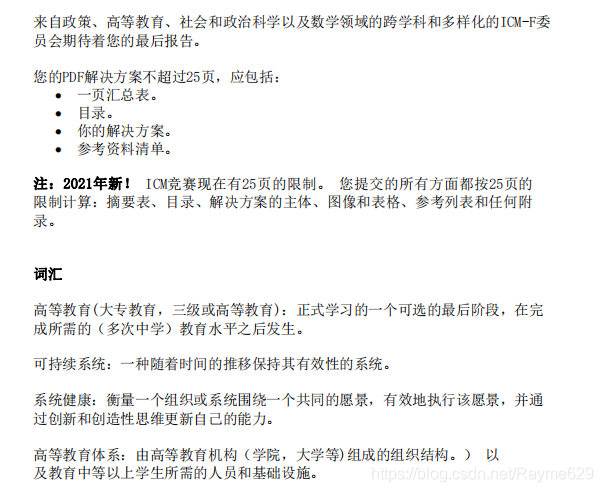 来自政策、高等教育、社会和政治科学以及数学领域的跨学科和多样化的ICM-F委
员会期待着您的最后报告。
您的PDF解决方案不超过25页，应包括：
• 一页汇总表。
• 目录。
• 你的解决方案。
• 参考资料清单。
注：2021年新！ ICM竞赛现在有25页的限制。 您提交的所有方面都按25页的
限制计算：摘要表、目录、解决方案的主体、图像和表格、参考列表和任何附
录。
词汇
高等教育(大专教育，三级或高等教育)：正式学习的一个可选的最后阶段，在完
成所需的（多次中学）教育水平之后发生。
可持续系统：一种随着时间的推移保持其有效性的系统。
系统健康：衡量一个组织或系统围绕一个共同的愿景，有效地执行该愿景，并通
过创新和创造性思维更新自己的能力。
高等教育体系：由高等教育机构（学院，大学等)组成的组织结构。） 以
及教育中等以上学生所需的人员和基础设施。
https://blog.csdn.net/Rayme629